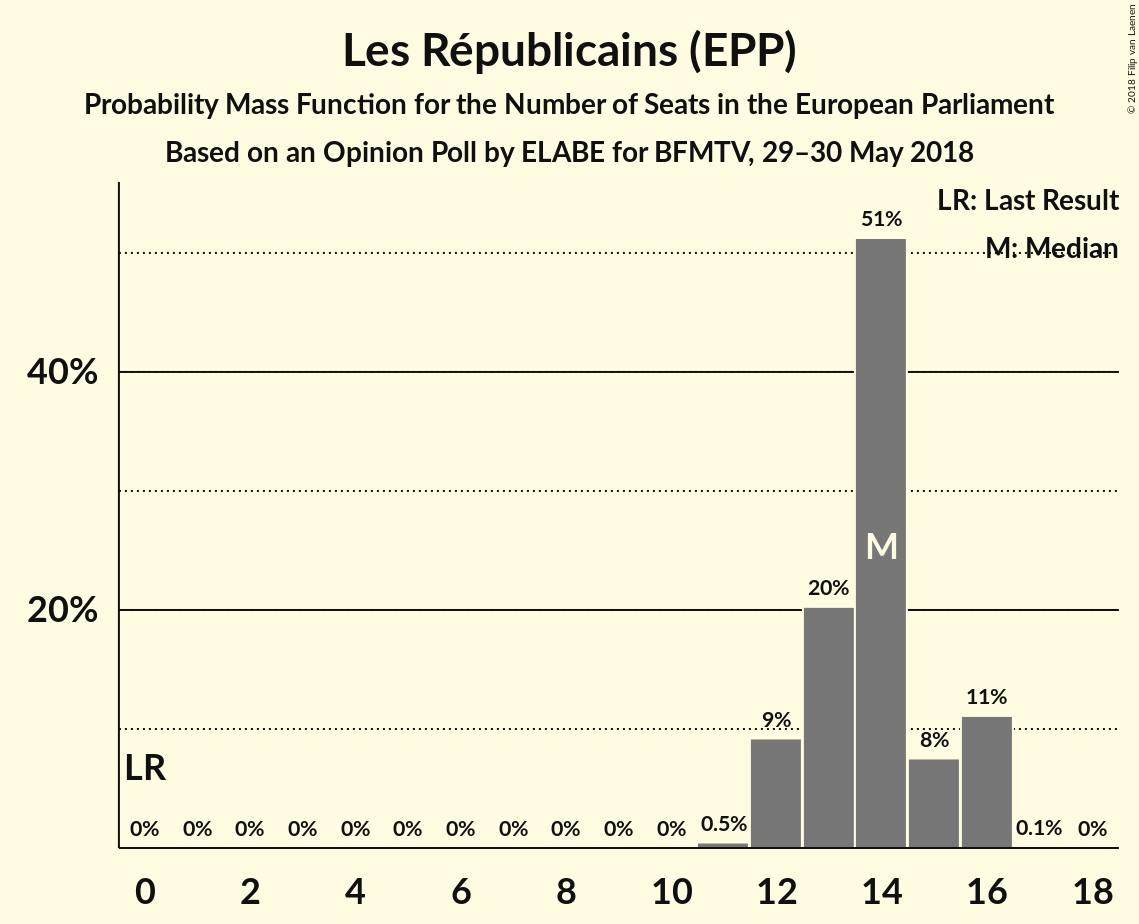 Les Républicains (EPP)
Probability Mass Function for the Number of Seats in the European Parliament
Based on an Opinion Poll by ELABE for BFMTV, 29–30 May 2018
© 2018 Filip van Laenen
LR: Last Result
M: Median
51%
40%
M
20%
20%
11%
9%
8%
LR
0% 0% 0% 0% 0% 0% 0% 0% 0% 0% 0% 0.5% 0.1% 0%
0 2 4 6 8 10 12 14 16 18